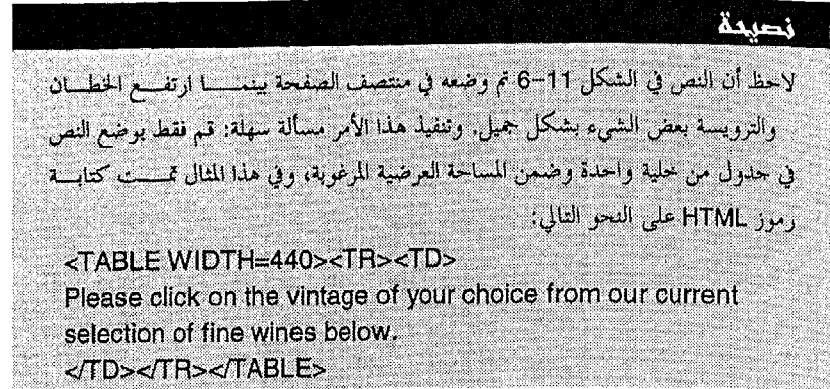 نصيحة
لاحظ أن النص في الشكل 11-6 تم وضعه في منتصف الصفحة بينما ارتفع الخطان
والترويسة بعض الشيء بشكل جميل. وتنفيذ هذا الأمر مسألة سهلة: قم فقط بوضع النص
في جدول من خلية واحدة وضمن المساحة العرضية المرغوبة، وفي هذا المثال تمت كتابة
رموز HTML على النحو التالي:
<TABLE WIDTH=440><TR><TD>
Please click on the vintage of your choice from our current
selection of fine wines below.
</TD></TR></TABLE>